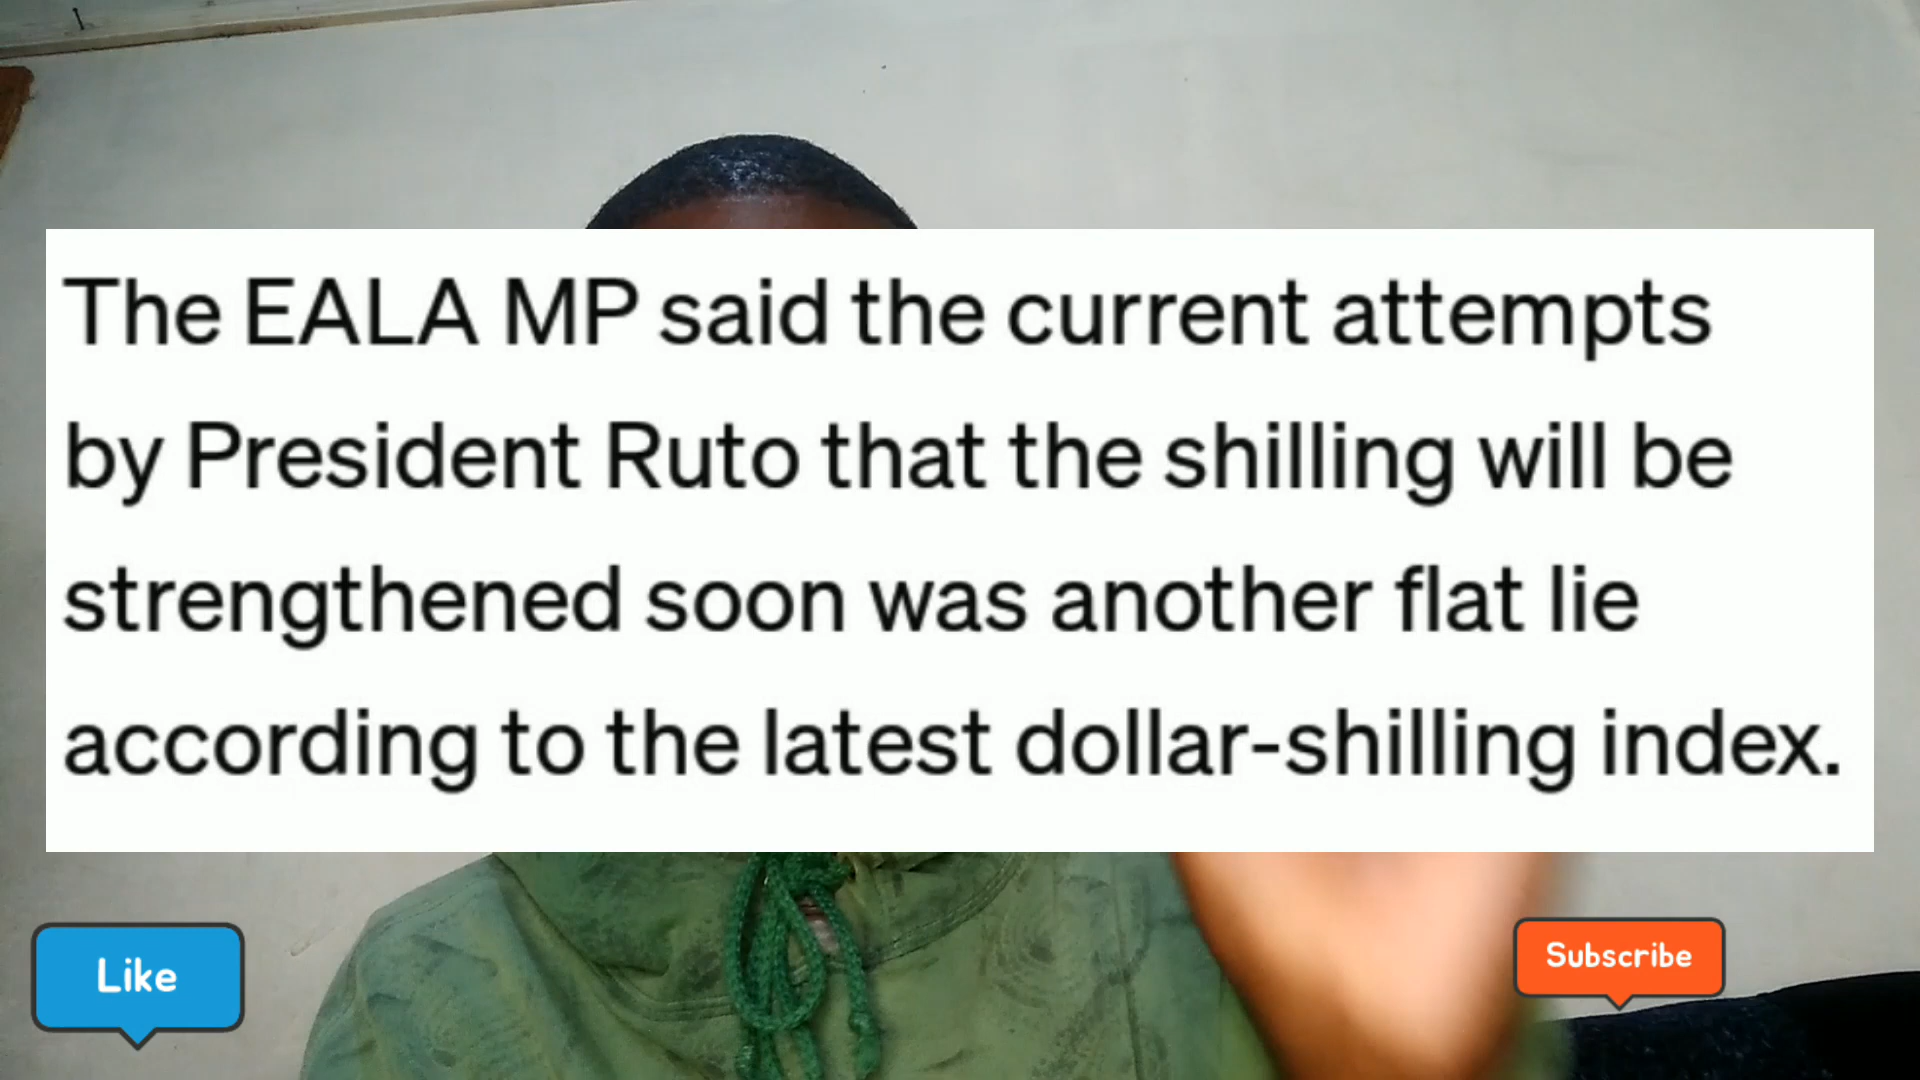 The EALA MP said the current attempts
by President Ruto that the shilling will be
strengthened soon was another flat lie
according to the latest dollar-shilling index.
Like
Subscribe